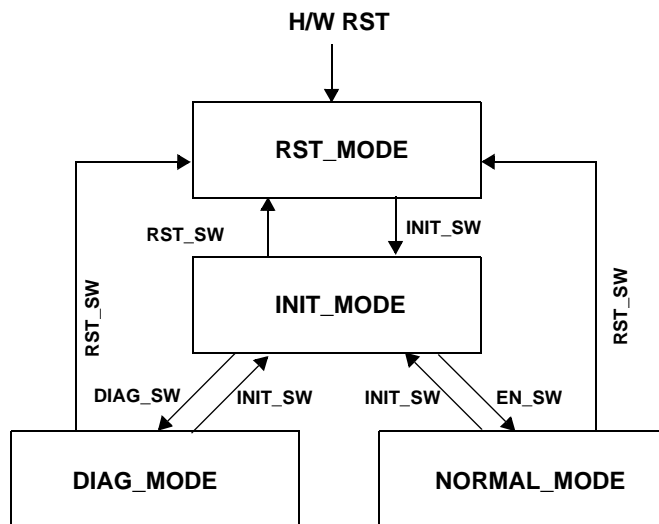 H/W RST
RST_MODE
RST_SW
INIT_SW
INIT_MODE
RST_SW
RST_SW
DIAG_SW
INIT_SW
INIT_SW
EN_SW
DIAG_MODE
NORMAL_MODE